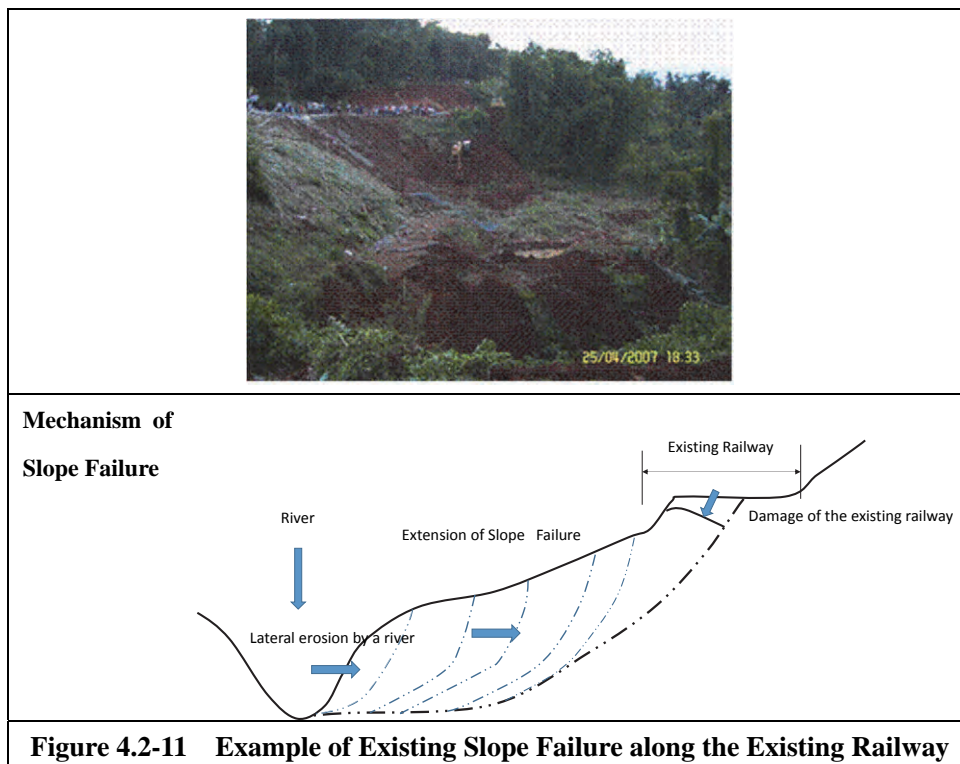 25/04/2007 18:33
Mechanism of
Slope Failure
Existing Railway
River
Damage of the existing railway
Extension of Slope Failure
Lateral erosion by a river
Figure 4.2-11 Example of Existing Slope Failure along the Existing Railway